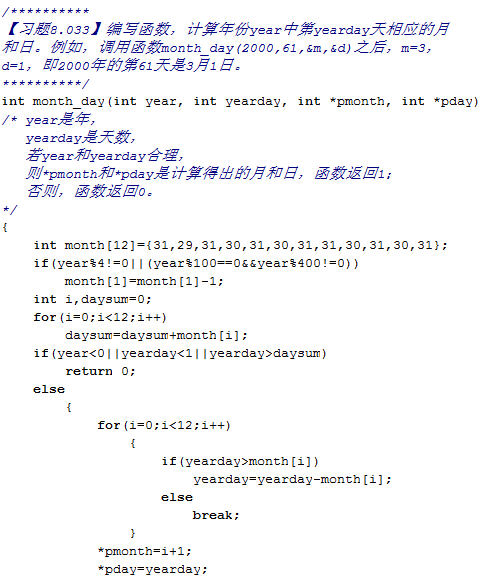 /**********
【习题8.033】编写函数，计算年份year中第yearday天相应的月
和日。例如，调用函数month_day(2000,61,&m,&d)之后，m=3，
d=1，即2000年的第61天是3月1日。
**********/
int month_day(int year, int yearday, int *pmonth, int *pday)
/* year是年，
   yearday是天数，
   若year和yearday合理，
   则*pmonth和*pday是计算得出的月和日，函数返回1;
   否则，函数返回0。
*/
{
    int month[12]={31,29,31,30,31,30,31,31,30,31,30,31};
    if(year%4!=0||(year%100==0&&year%400!=0))
        month[1]=month[1]-1;
    int i,daysum=0;
    for(i=0;i<12;i++)
        daysum=daysum+month[i];
    if(year<0||yearday<1||yearday>daysum)
        return 0;
    else
        {
            for(i=0;i<12;i++)
                {
                    if(yearday>month[i])
                        yearday=yearday-month[i];
                    else
                        break;
                }
            *pmonth=i+1;
            *pday=yearday;